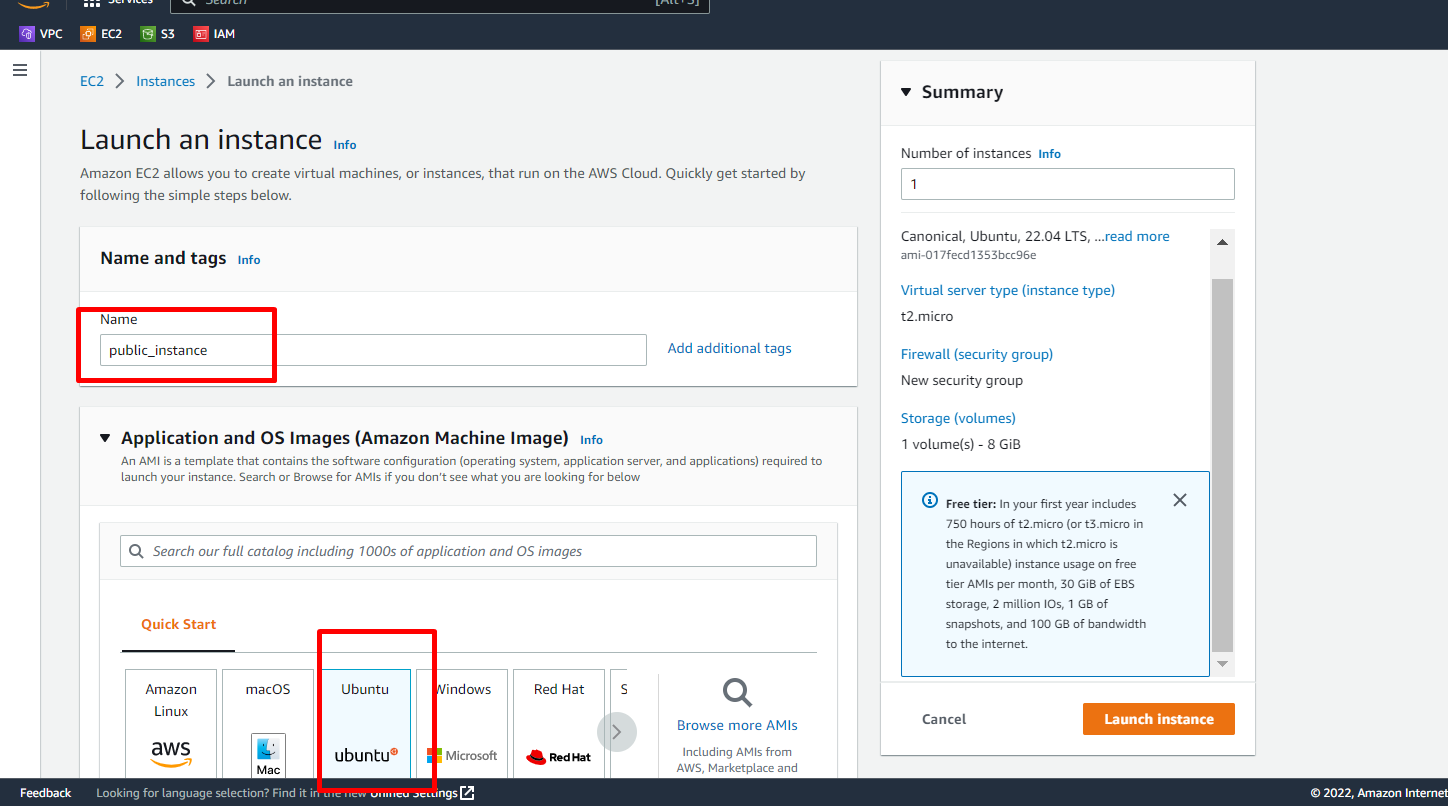 Services
Search
[Alt+S]
VPC
EC2
S3
IAM
EC2 > Instances > Launch an instance
Launch an instance Info
Amazon EC2 allows you to create virtual machines, or instances, that run on the AWS Cloud. Quickly get started by
following the simple steps below.
Name and tags Info
Name
public_instance
Add additional tags
Application and OS Images (Amazon Machine Image) Info
An AMI is a template that contains the software configuration (operating system, application server, and applications) required to
launch your instance. Search or Browse for AMIs if you don't see what you are looking for below
Search our full catalog including 1000s of application and OS images
Quick Start
Amazon
Linux
aws
macOS
Mac
Ubuntu
ubuntu
Windows
Microsoft
Red Hat
Red Hat
S
Browse more AMIs
Including AMIs from
AWS, Marketplace and
Summary
Number of instances Info
1
Canonical, Ubuntu, 22.04 LTS, ...read more
ami-017fecd1353bcc96e
Virtual server type (instance type)
t2.micro
Firewall (security group)
New security group
Storage (volumes)
1 volume(s) - 8 GiB
Free tier: In your first year includes
750 hours of t2.micro (or t3.micro in
the Regions in which t2.micro is
unavailable) instance usage on free
tier AMIs per month, 30 GiB of EBS
storage, 2 million IOs, 1 GB of
snapshots, and 100 GB of bandwidth
to the internet.
Cancel
Launch instance
Feedback
Looking for language selection? Find it in the new Unified Settings
© 2022, Amazon Internet